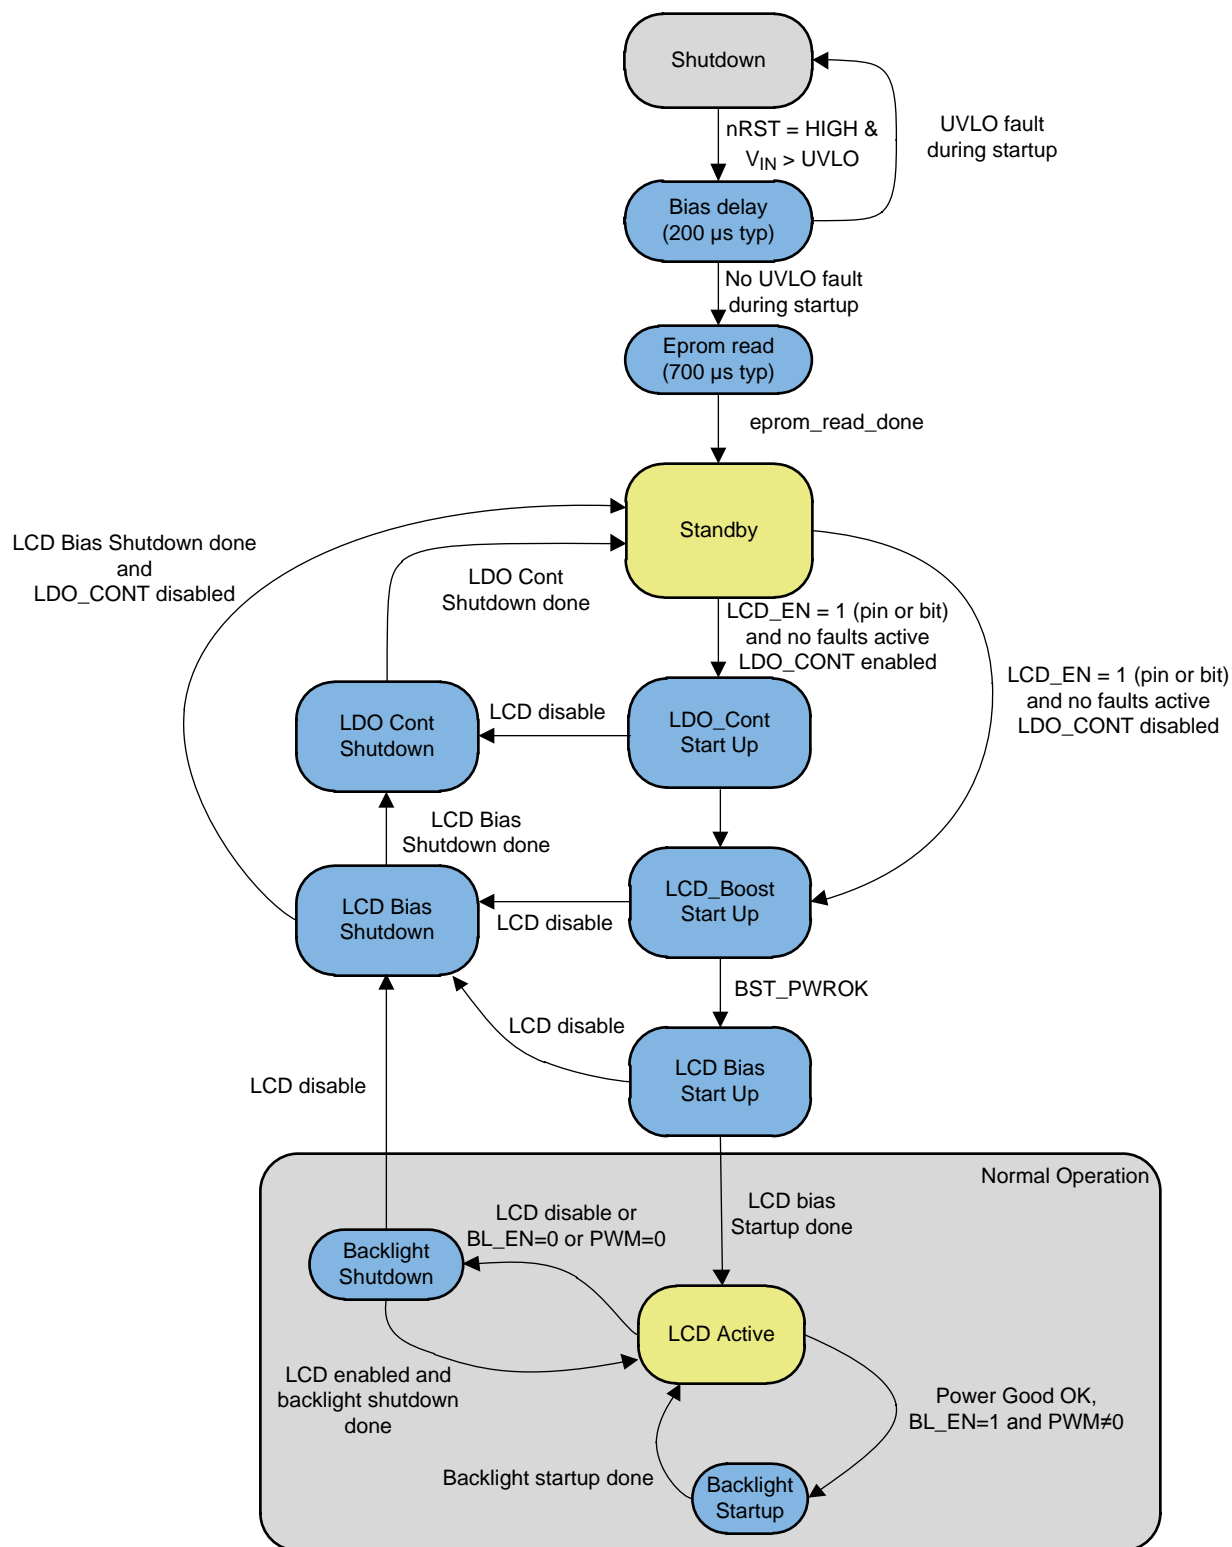 Shutdown
nRST = HIGH &
V_IN > UVLO
UVLO fault
during startup
Bias delay
(200 µs typ)
No UVLO fault
during startup
Eprom read
(700 µs typ)
eprom_read_done
Standby
LCD Bias Shutdown done
and
LDO_CONT disabled
LDO Cont
Shutdown done
LCD_EN = 1 (pin or bit)
and no faults active
LDO_CONT enabled
LCD_EN = 1 (pin or bit)
and no faults active
LDO_CONT disabled
LDO Cont
Shutdown
LCD disable
LDO_Cont
Start Up
LCD Bias
Shutdown done
LCD Bias
Shutdown
LCD disable
LCD_Boost
Start Up
BST_PWROK
LCD disable
LCD Bias
Start Up
LCD disable
Normal Operation
LCD bias
Startup done
LCD disable or
BL_EN=0 or PWM=0
Backlight
Shutdown
LCD Active
LCD enabled and
backlight shutdown
done
Power Good OK,
BL_EN=1 and PWM≠0
Backlight startup done
Backlight
Startup